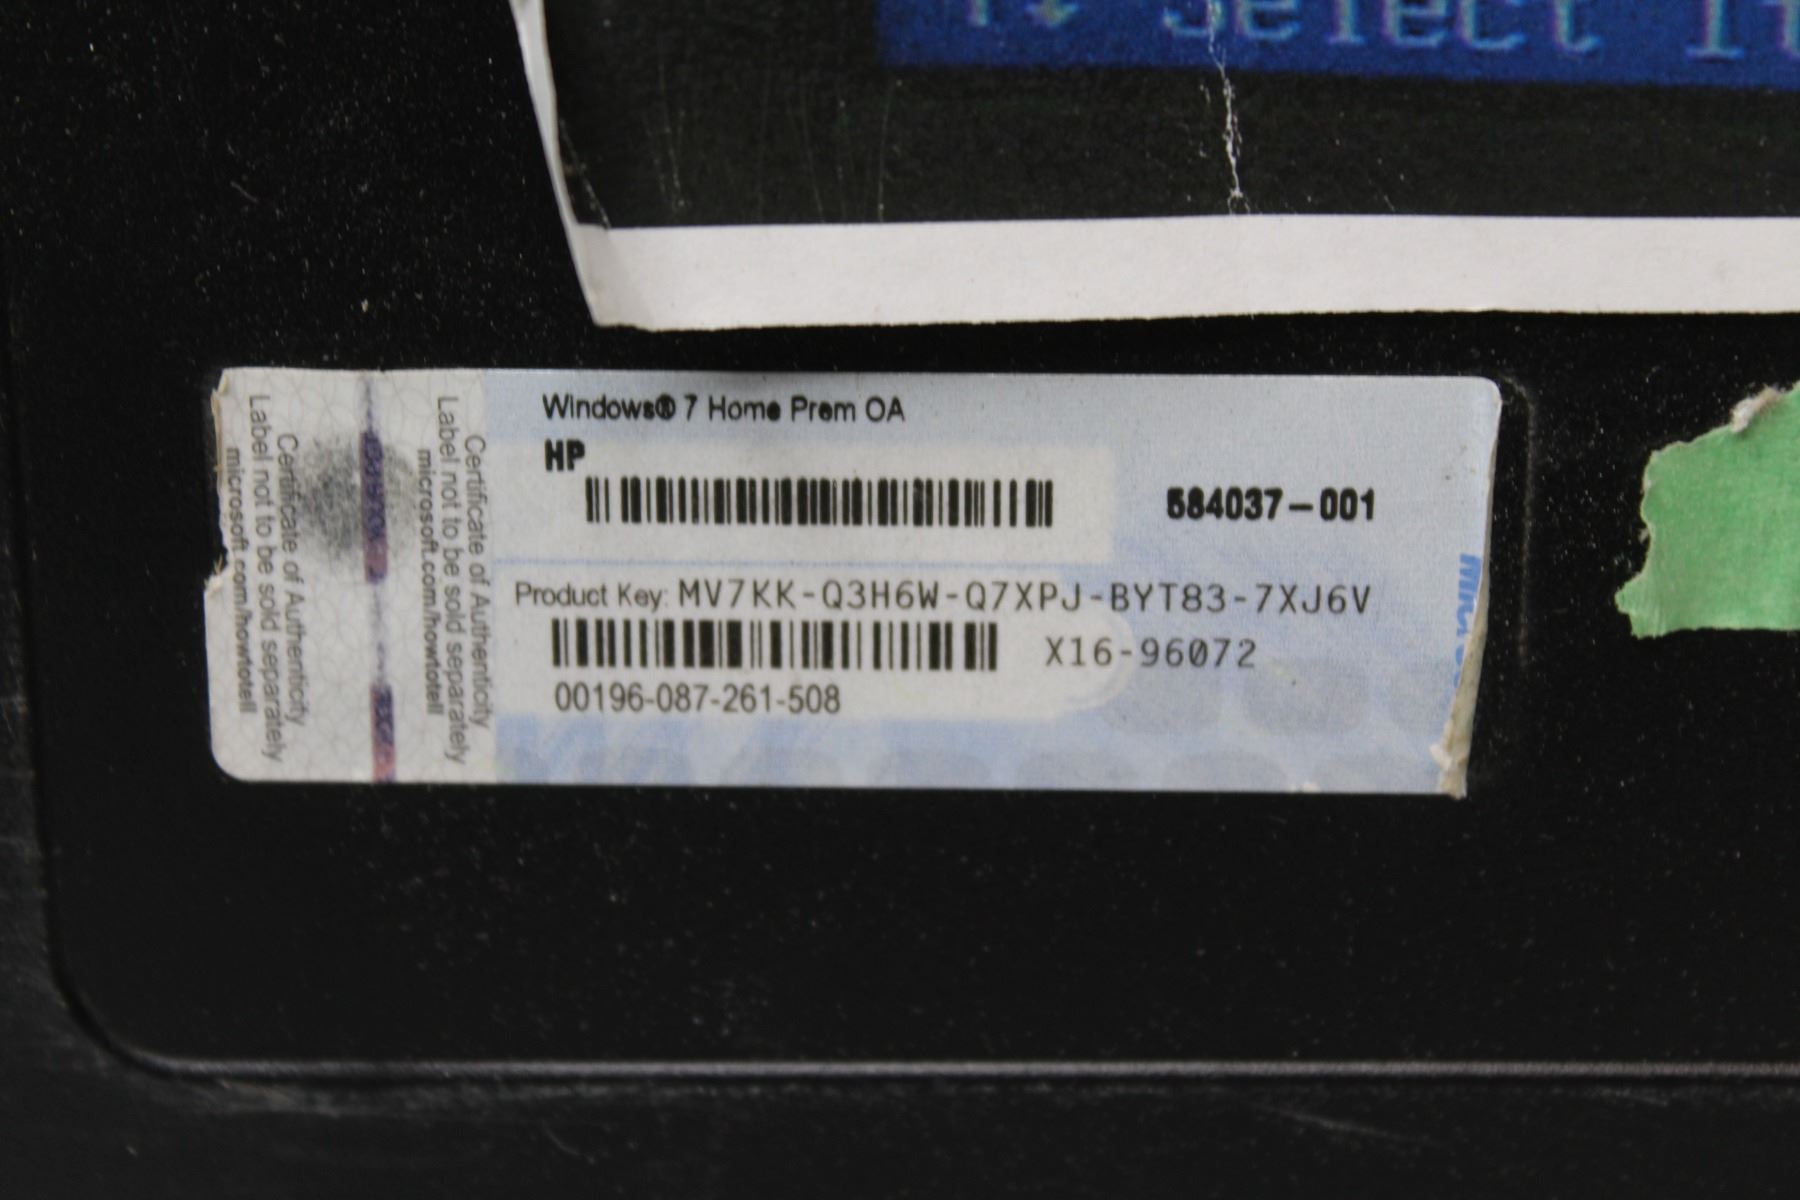 Select It
Windows® 7 Home Prem OA
HP
584037-001
Product Key: MV7KK-Q3H6W-Q7XPJ-BYT83-7XJ6V
X16-96072
00196-087-261-508
Certificate of Authenticity
Label not to be sold separately
microsoft.com/howtotell
Certificate of Authenticity
Label not to be sold separately
microsoft.com/howtotell